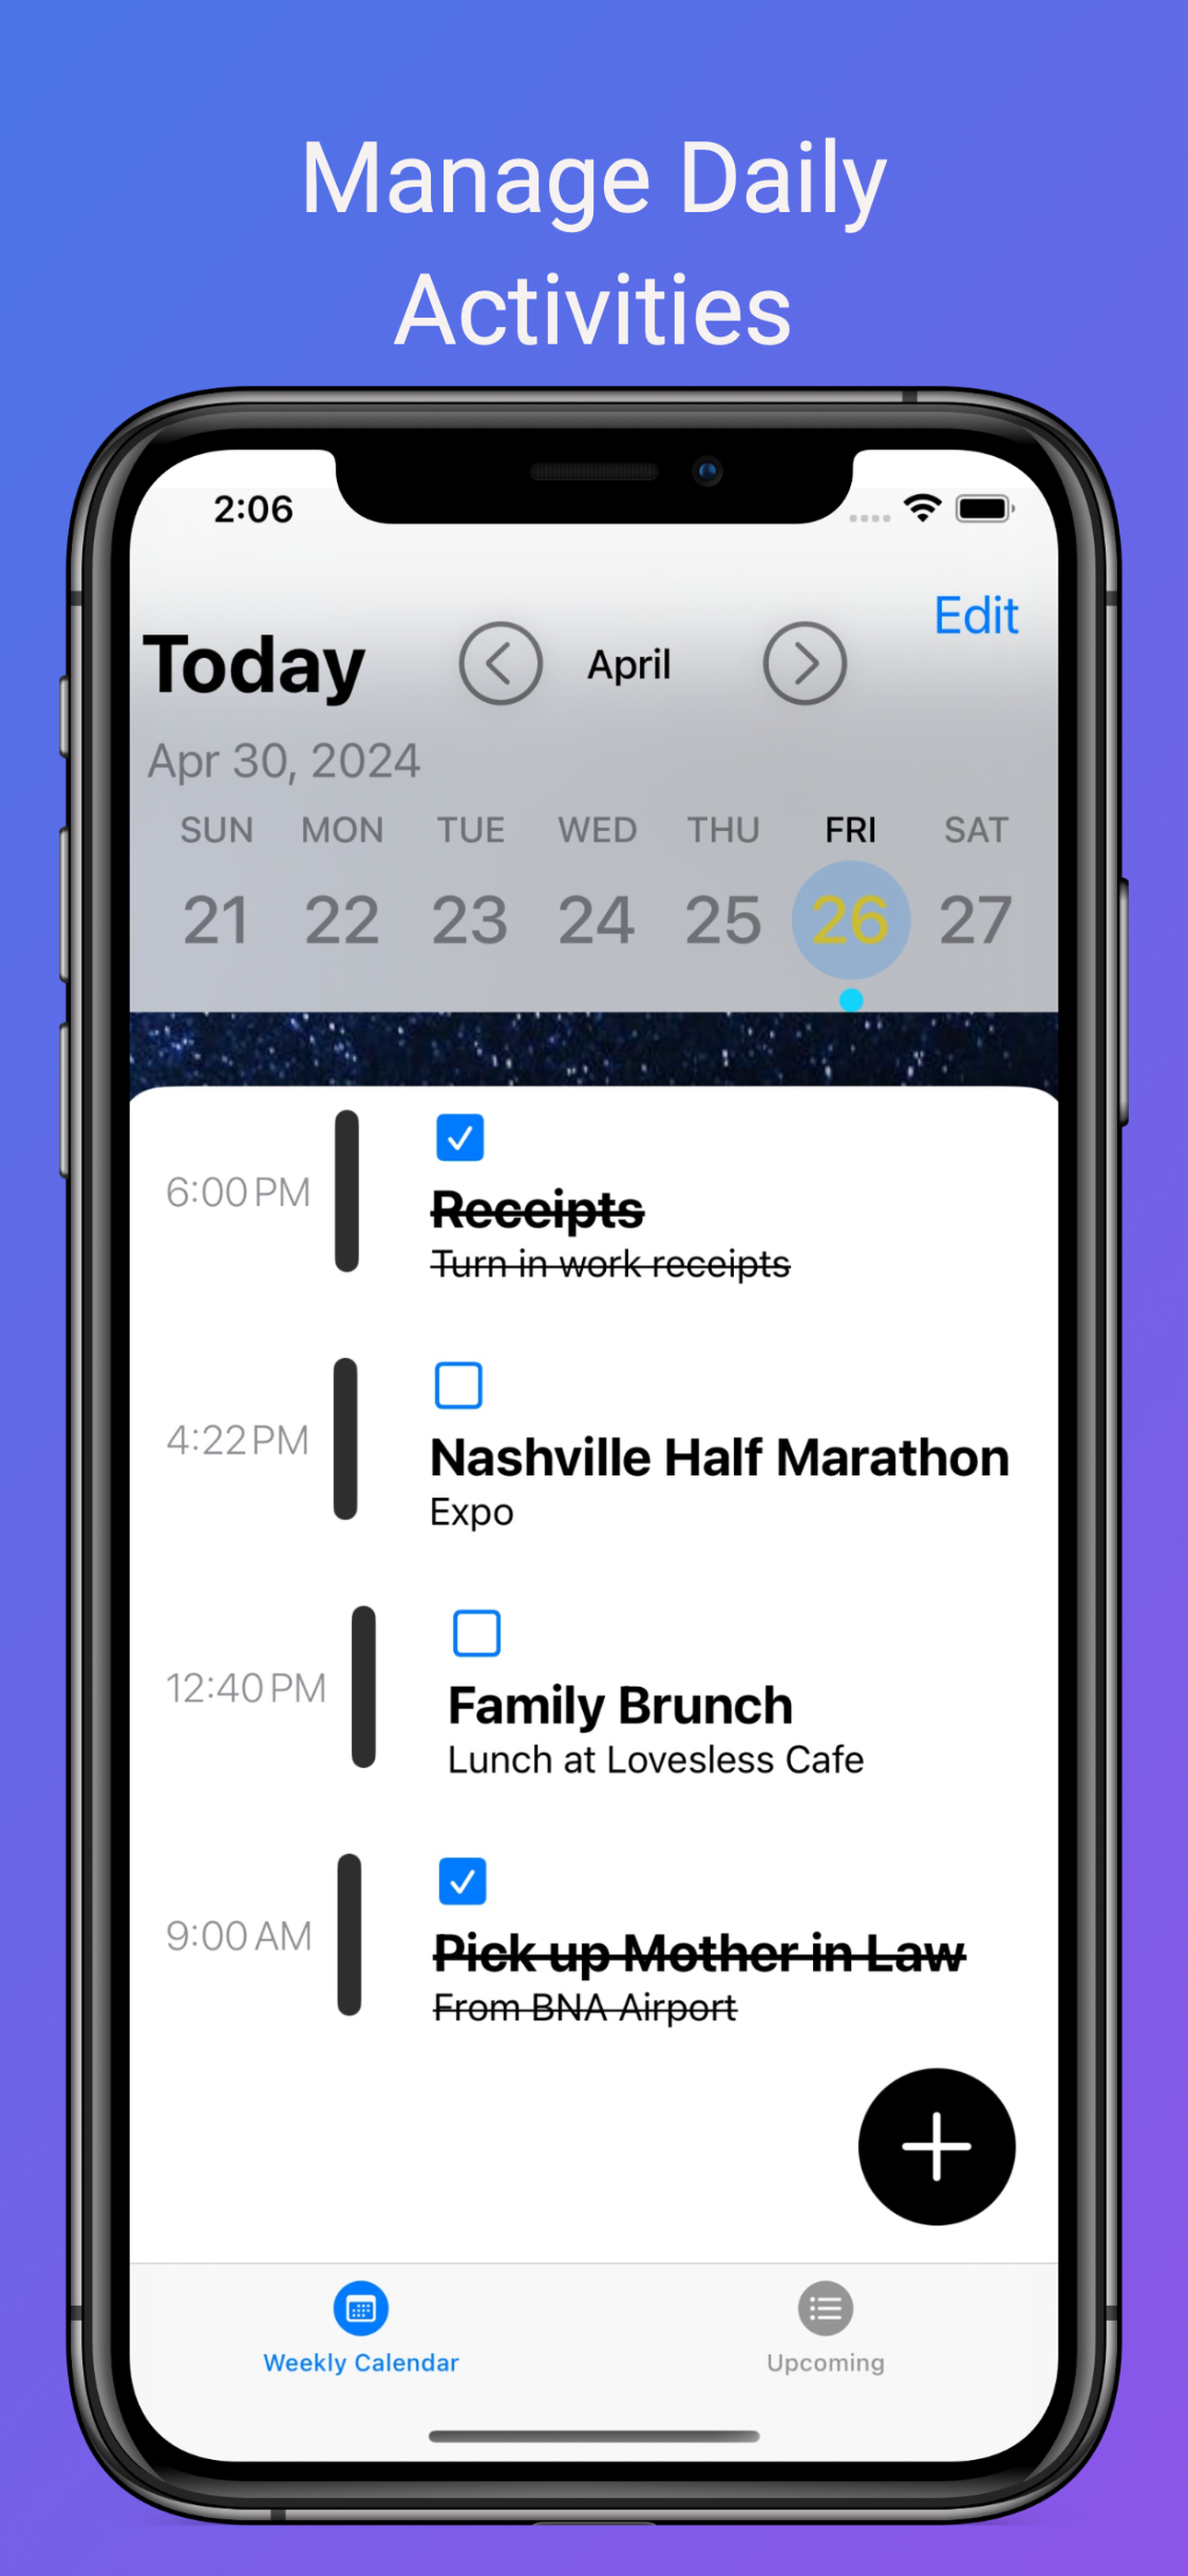 Manage Daily
Activities
2:06
Edit
Today
April
Apr 30, 2024
SUN MON TUE WED THU FRI SAT
21 22 23 24 25 26 27
6:00 PM
Receipts
Turn in work receipts
4:22 PM
Nashville Half Marathon
Expo
12:40 PM
Family Brunch
Lunch at Lovesless Cafe
9:00 AM
Pick up Mother in Law
From BNA Airport
Weekly Calendar
Upcoming